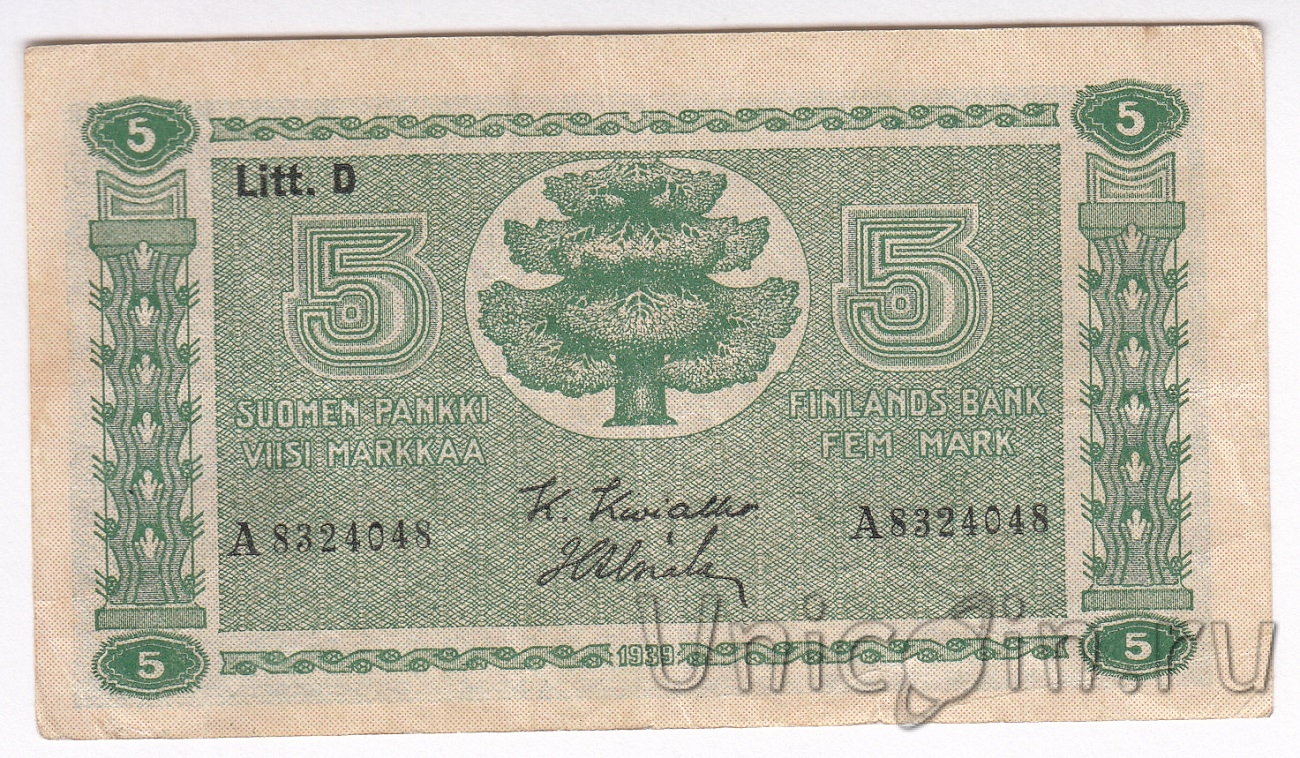 5 5
Litt. D
5 5
SUOMEN PANKKI
VIISI MARKKAA
FINLANDS BANK
FEM MARK
A8324048
A8324048
K.
1939
5 5
Unicoin.ru